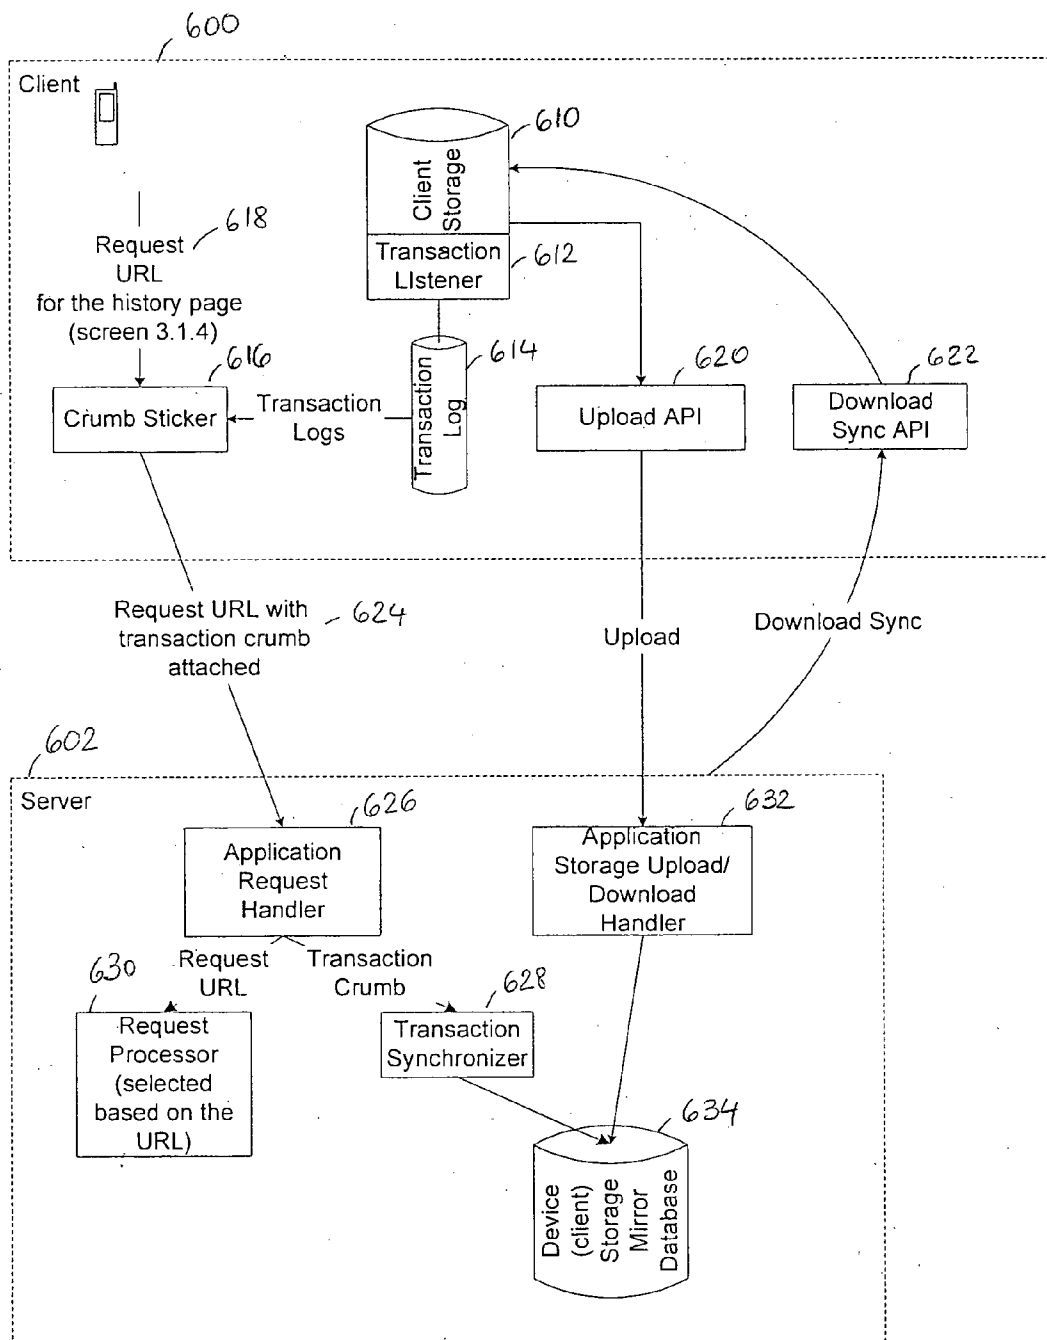 600
Client
610
Client
Storage
618
Request
URL
for the history page
(screen 3.1.4)
Transaction
LIstener
612
616
Crumb Sticker
Transaction
Logs
614
Transaction
Log
620
Upload API
622
Download
Sync API
Request URL with
transaction crumb
attached
624
Upload
Download Sync
602
Server
626
Application
Request
Handler
632
Application
Storage Upload/
Download
Handler
Request
URL
Transaction
Crumb
630
Request
Processor
(selected
based on the
URL)
628
Transaction
Synchronizer
634
Device
(client)
Storage
Mirror
Database